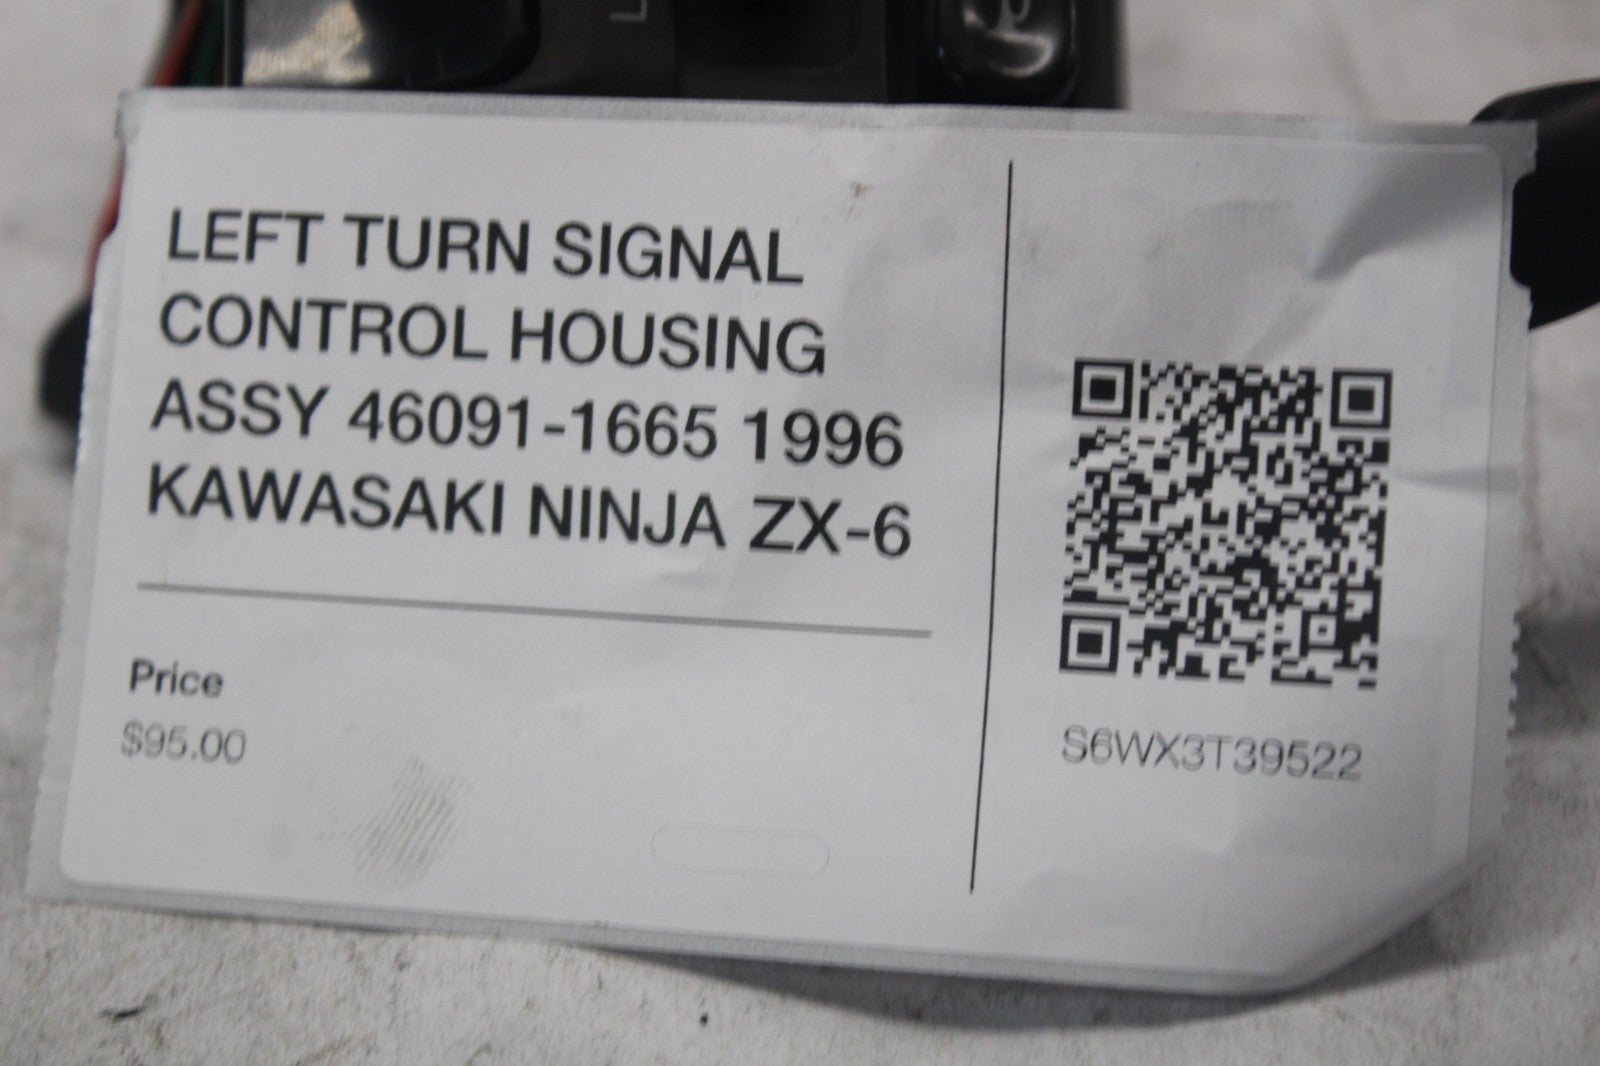 LEFT TURN SIGNAL
CONTROL HOUSING
ASSY 46091-1665 1996
KAWASAKI NINJA ZX-6
Price
$95.00
S6WX3T39522